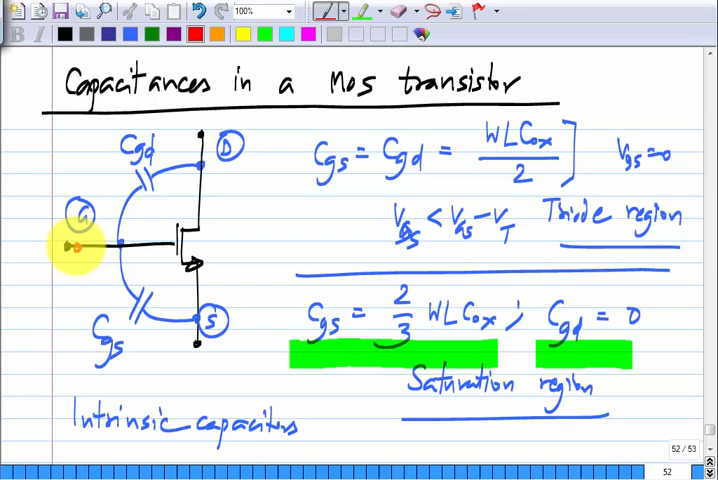 100%
B I
Capacitances in a MOS transistor
Cgd D
G
S
Cgs
Cgs = Cgd = WLCox / 2 ] Vgs=0
VDS < VGS - VT Triode region
Cgs = 2/3 WLCox ; Cgd = 0
Saturation region
Intrinsic capacitors
52 / 53
52